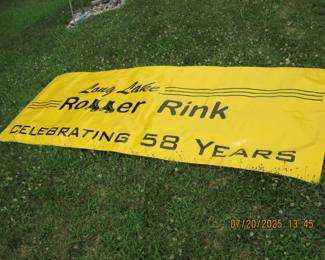 Long Lake
Roller Rink
CELEBRATING 58 YEARS
07/20/2025 13:45